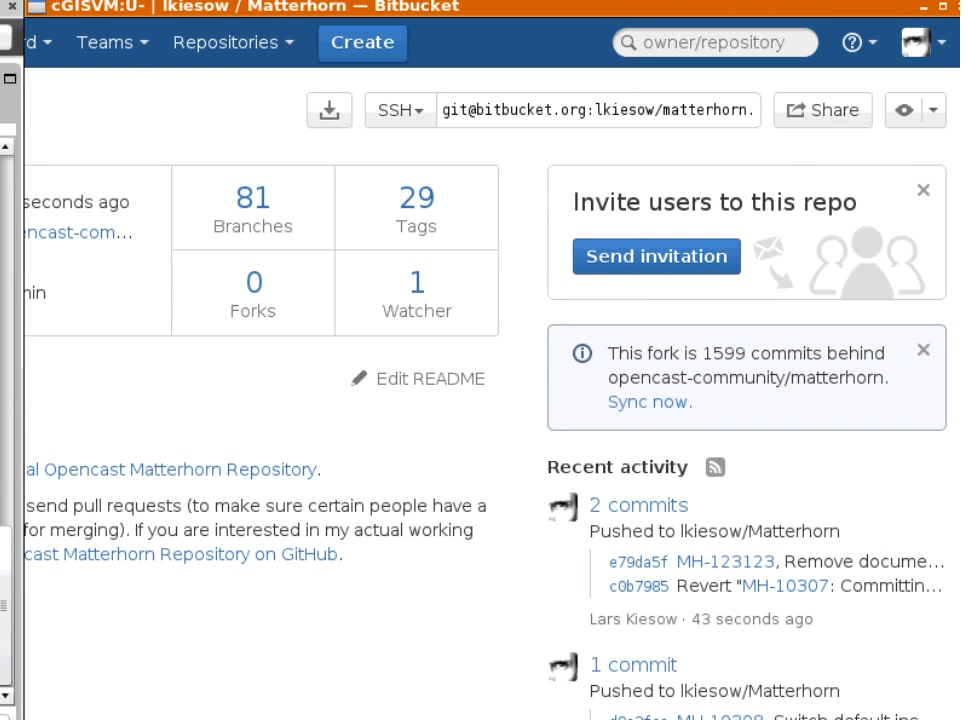 cGISVM:U- | lkiesow / Matterhorn — Bitbucket
rd Teams Repositories Create owner/repository
SSH git@bitbucket.org:lkiesow/matterhorn. Share
seconds ago
encast-com…
min
81
Branches
29
Tags
0
Forks
1
Watcher
Edit README
al Opencast Matterhorn Repository.
send pull requests (to make sure certain people have a
for merging). If you are interested in my actual working
cast Matterhorn Repository on GitHub.
Invite users to this repo
Send invitation
This fork is 1599 commits behind
opencast-community/matterhorn.
Sync now.
Recent activity
2 commits
Pushed to lkiesow/Matterhorn
e79da5f MH-123123, Remove docume…
c0b7985 Revert "MH-10307: Committin…
Lars Kiesow · 43 seconds ago
1 commit
Pushed to lkiesow/Matterhorn